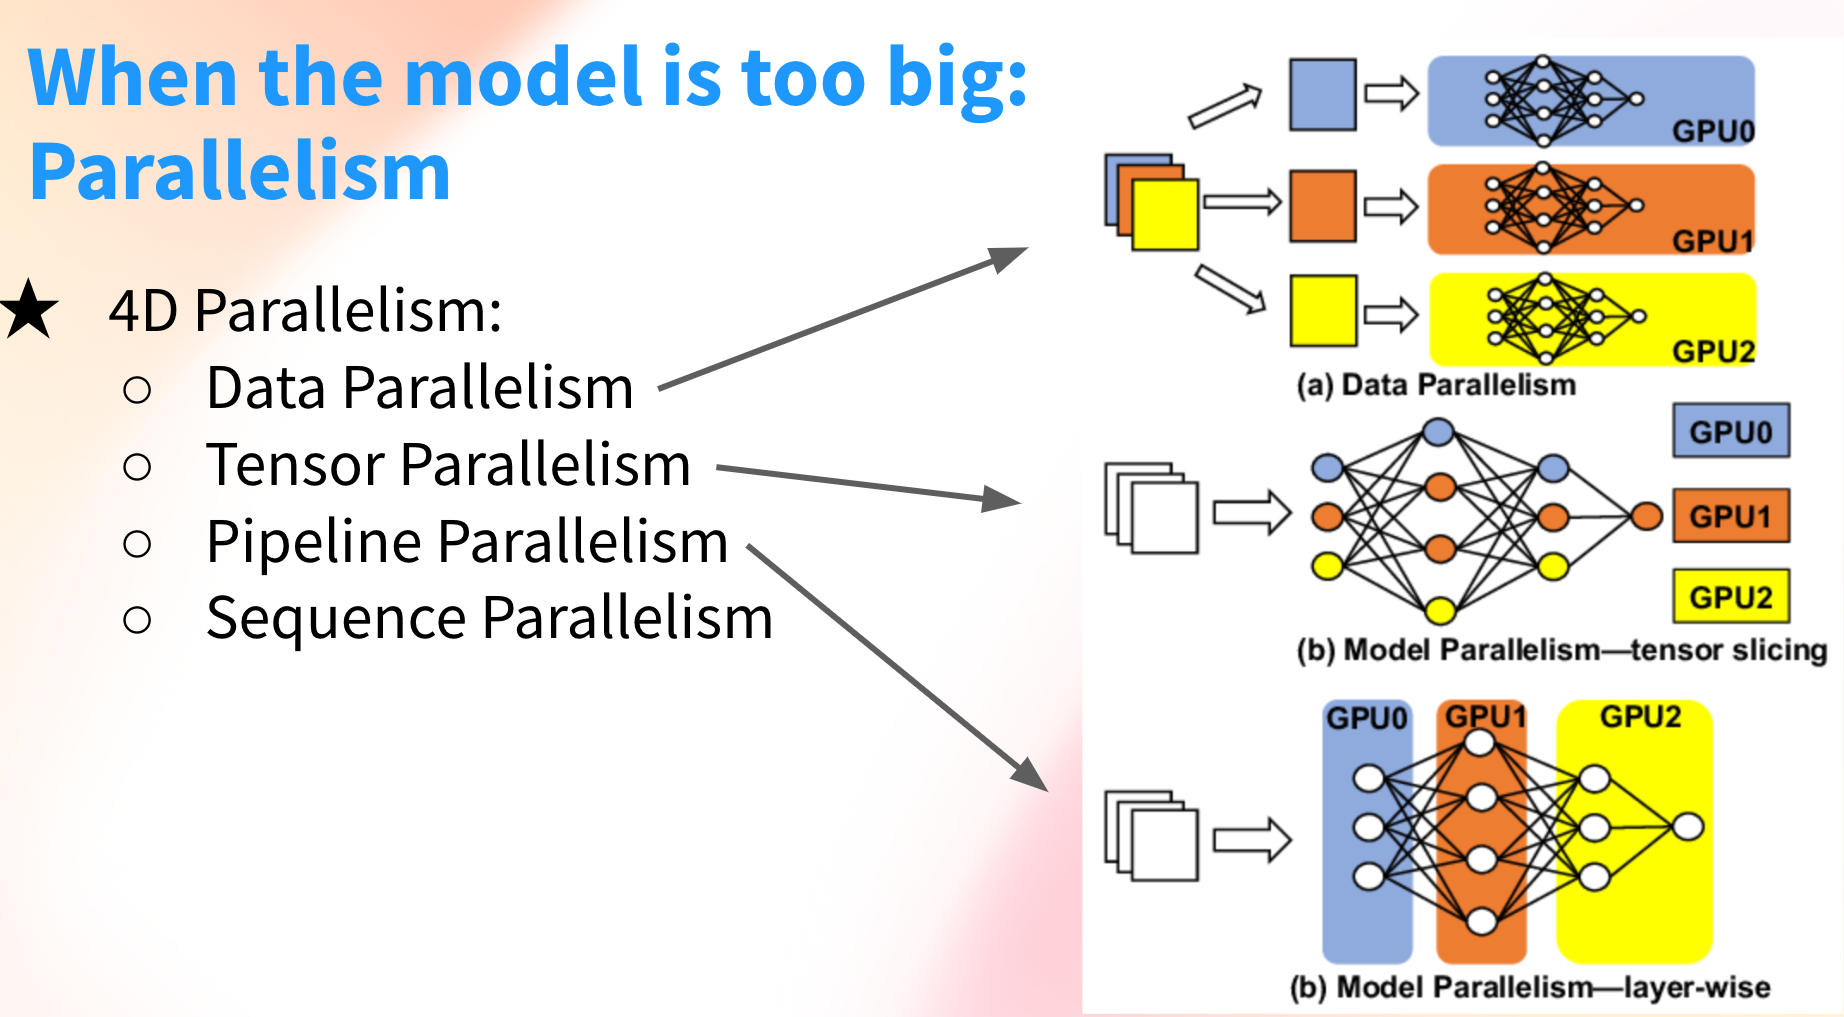 When the model is too big:
Parallelism
★ 4D Parallelism:
○ Data Parallelism
○ Tensor Parallelism
○ Pipeline Parallelism
○ Sequence Parallelism
GPU0
GPU1
GPU2
(a) Data Parallelism
GPU0
GPU1
GPU2
(b) Model Parallelism—tensor slicing
GPU0 GPU1 GPU2
(b) Model Parallelism—layer-wise